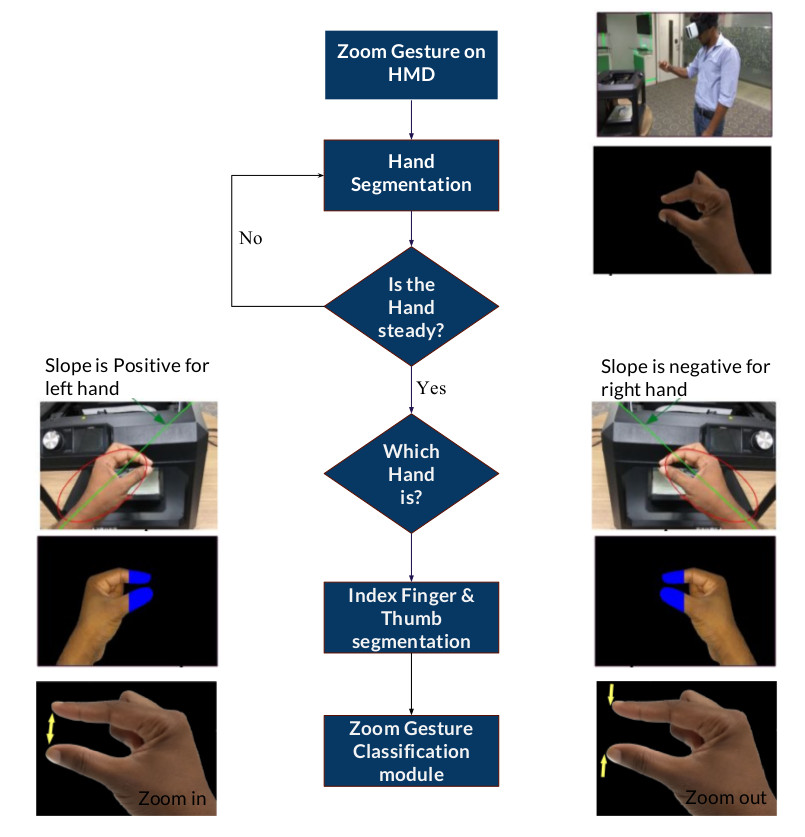 Zoom Gesture on
HMD
Hand
Segmentation
No
Is the
Hand
steady?
Yes
Slope is Positive for
left hand
Slope is negative for
right hand
Which
Hand
is?
Index Finger &
Thumb
segmentation
Zoom Gesture
Classification
module
Zoom in
Zoom out